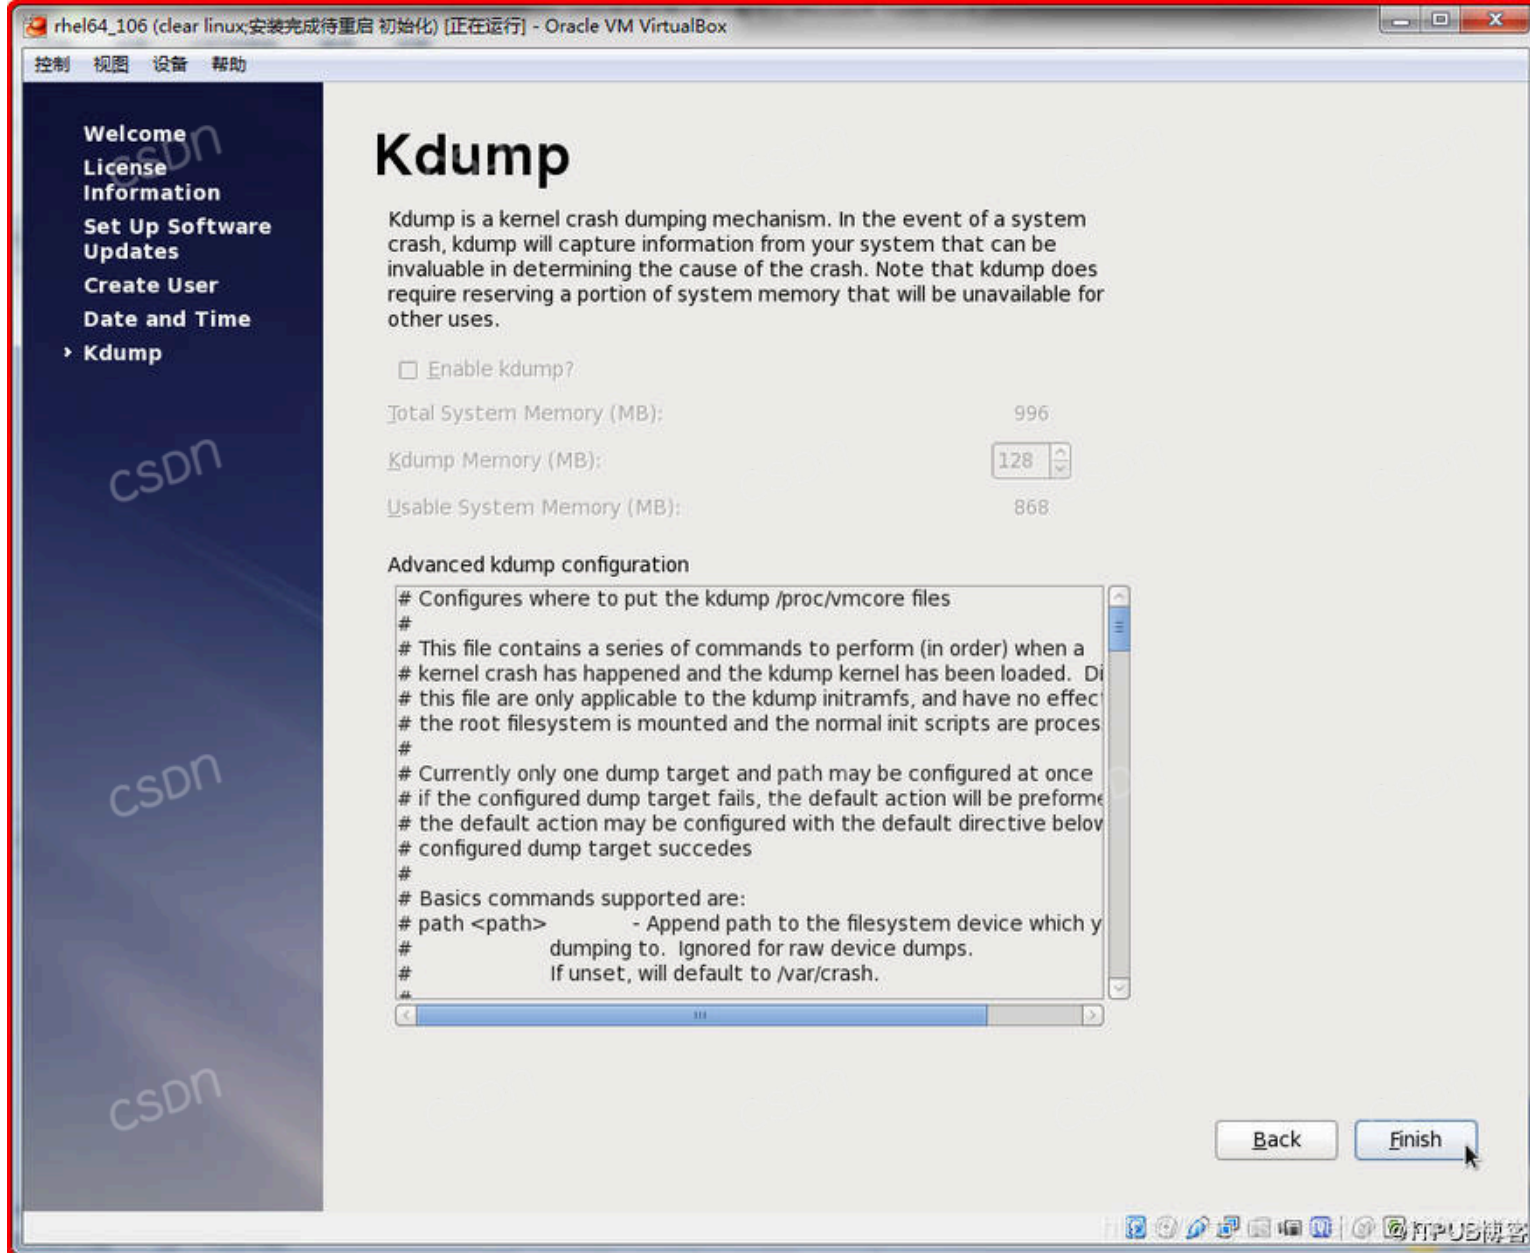 rhel64_106 (clear linux;安装完成待重启 初始化) [正在运行] - Oracle VM VirtualBox
控制 视图 设备 帮助
Welcome
License
Information
Set Up Software
Updates
Create User
Date and Time
Kdump
Kdump
Kdump is a kernel crash dumping mechanism. In the event of a system
crash, kdump will capture information from your system that can be
invaluable in determining the cause of the crash. Note that kdump does
require reserving a portion of system memory that will be unavailable for
other uses.
Enable kdump?
Total System Memory (MB): 996
Kdump Memory (MB): 128
Usable System Memory (MB): 868
Advanced kdump configuration
# Configures where to put the kdump /proc/vmcore files
#
# This file contains a series of commands to perform (in order) when a
# kernel crash has happened and the kdump kernel has been loaded. Di
# this file are only applicable to the kdump initramfs, and have no effect
# the root filesystem is mounted and the normal init scripts are proces
#
# Currently only one dump target and path may be configured at once
# if the configured dump target fails, the default action will be preforme
# the default action may be configured with the default directive below
# configured dump target succedes
#
# Basics commands supported are:
# path <path> - Append path to the filesystem device which y
# dumping to. Ignored for raw device dumps.
# If unset, will default to /var/crash.
#
Back Finish
CSDN
CSDN
CSDN
CSDN
@ITPUB博客